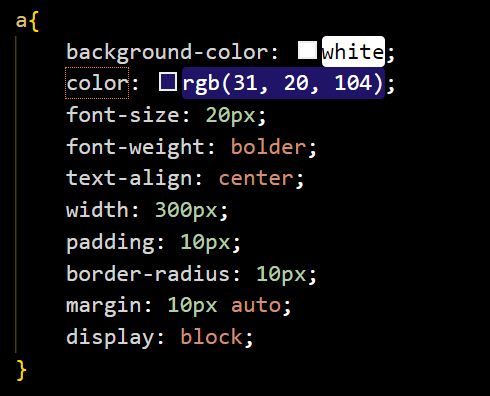 a{
background-color: white;
color: rgb(31, 20, 104);
font-size: 20px;
font-weight: bolder;
text-align: center;
width: 300px;
padding: 10px;
border-radius: 10px;
margin: 10px auto;
display: block;
}